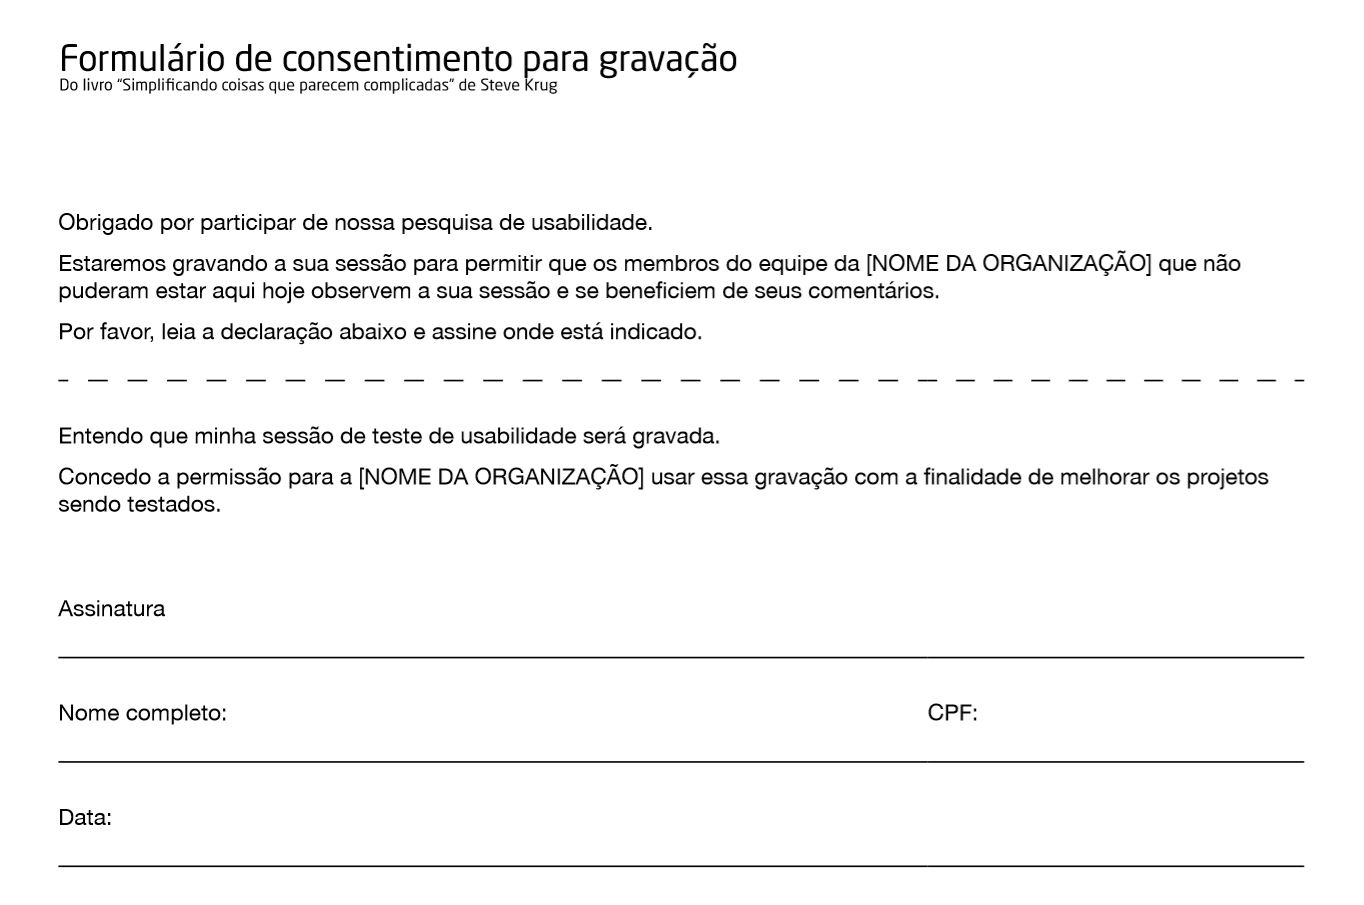 Formulário de consentimento para gravação
Do livro “Simplificando coisas que parecem complicadas” de Steve Krug
Obrigado por participar de nossa pesquisa de usabilidade.
Estaremos gravando a sua sessão para permitir que os membros do equipe da [NOME DA ORGANIZAÇÃO] que não
puderam estar aqui hoje observem a sua sessão e se beneficiem de seus comentários.
Por favor, leia a declaração abaixo e assine onde está indicado.
Entendo que minha sessão de teste de usabilidade será gravada.
Concedo a permissão para a [NOME DA ORGANIZAÇÃO] usar essa gravação com a finalidade de melhorar os projetos
sendo testados.
Assinatura
Nome completo: CPF:
Data: